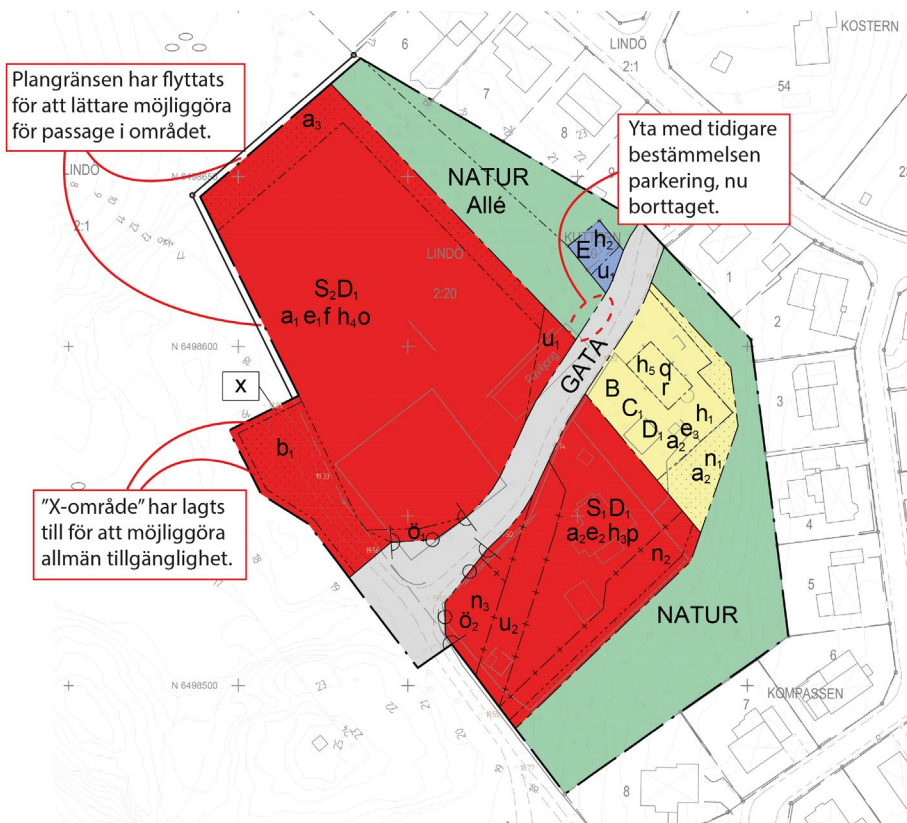 KOSTERN
LINDÖ
2:1
6
7
54
8
9
Plangränsen har flyttats
för att lättare möjliggöra
för passage i området.
Yta med tidigare
bestämmelsen
parkering, nu
borttaget.
a₃
N 6498650
LINDÖ
2:1
NATUR
Allé
E
h₂
u₁
LINDÖ
2:20
S₂D₁
a₁ e₁ f h₄ o
u₁
GATA
1
2
N 6498600
h₅ q
r
B
C₁
D₁
h₁
e₃
a₂
n₁
a₂
3
X
b₁
"X-område" har lagts
till för att möjliggöra
allmän tillgänglighet.
ö₁
S₁D₁
a₂e₂h₃p
n₂
4
n₃
ö₂
u₂
NATUR
5
6
N 6498500
KOMPASSEN
7
8